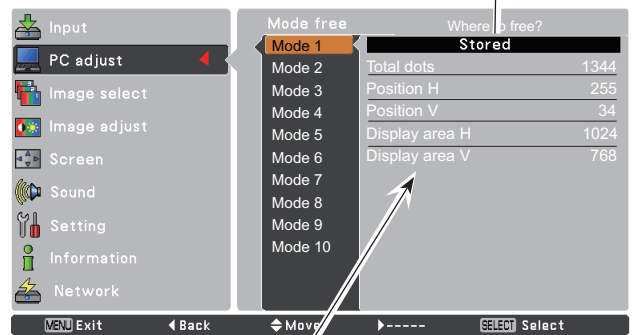 Input
PC adjust
Image select
Image adjust
Screen
Sound
Setting
Information
Network
Mode free
Mode 1
Mode 2
Mode 3
Mode 4
Mode 5
Mode 6
Mode 7
Mode 8
Mode 9
Mode 10
Where to free?
Stored
Total dots 1344
Position H 255
Position V 34
Display area H 1024
Display area V 768
MENU Exit Back Move ----- SELECT Select